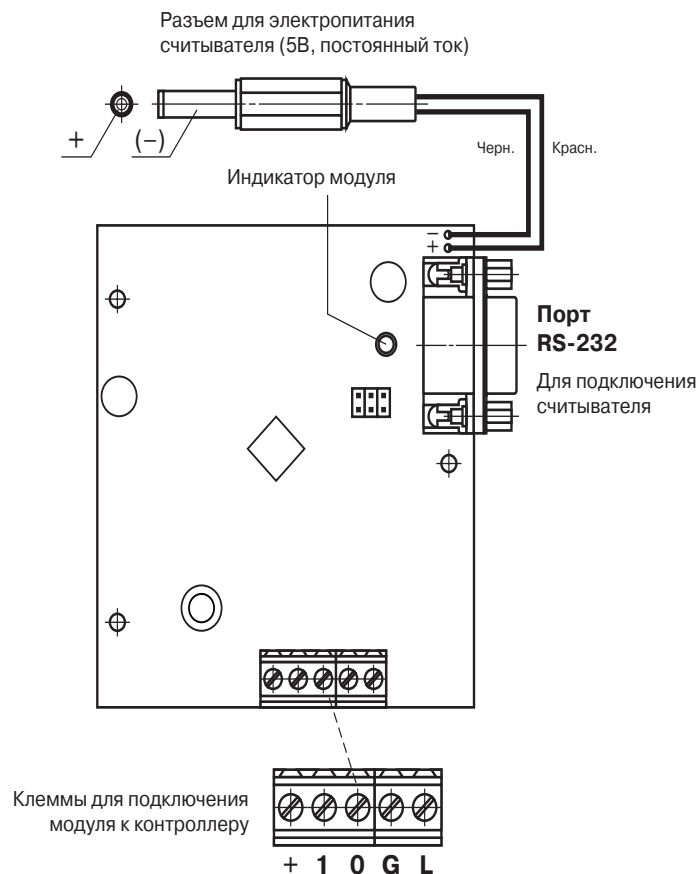 Разъем для электропитания
считывателя (5В, постоянный ток)
+
(–)
Черн.
Красн.
Индикатор модуля
–
+
Порт
RS-232
Для подключения
считывателя
Клеммы для подключения
модуля к контроллеру
+ 1 0 G L